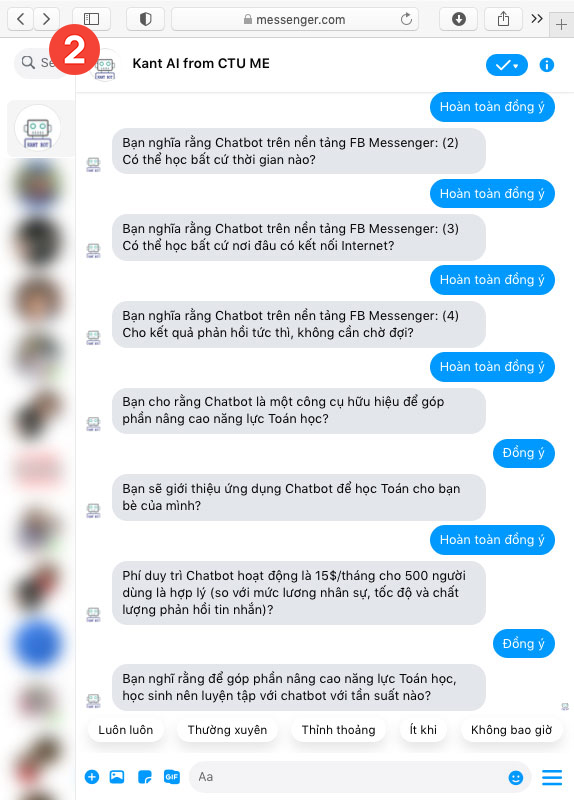 messenger.com
2
Se
Kant AI from CTU ME
KANT BOT
Hoàn toàn đồng ý
Bạn nghĩa rằng Chatbot trên nền tảng FB Messenger: (2)
Có thể học bất cứ thời gian nào?
Hoàn toàn đồng ý
Bạn nghĩa rằng Chatbot trên nền tảng FB Messenger: (3)
Có thể học bất cứ nơi đâu có kết nối Internet?
Hoàn toàn đồng ý
Bạn nghĩa rằng Chatbot trên nền tảng FB Messenger: (4)
Cho kết quả phản hồi tức thì, không cần chờ đợi?
Hoàn toàn đồng ý
Bạn cho rằng Chatbot là một công cụ hữu hiệu để góp
phần nâng cao năng lực Toán học?
Đồng ý
Bạn sẽ giới thiệu ứng dụng Chatbot để học Toán cho bạn
bè của mình?
Hoàn toàn đồng ý
Phí duy trì Chatbot hoạt động là 15$/tháng cho 500 người
dùng là hợp lý (so với mức lương nhân sự, tốc độ và chất
lượng phản hồi tin nhắn)?
Đồng ý
Bạn nghĩ rằng để góp phần nâng cao năng lực Toán học,
học sinh nên luyện tập với chatbot với tần suất nào?
Luôn luôn
Thường xuyên
Thỉnh thoảng
Ít khi
Không bao giờ
GIF
Aa